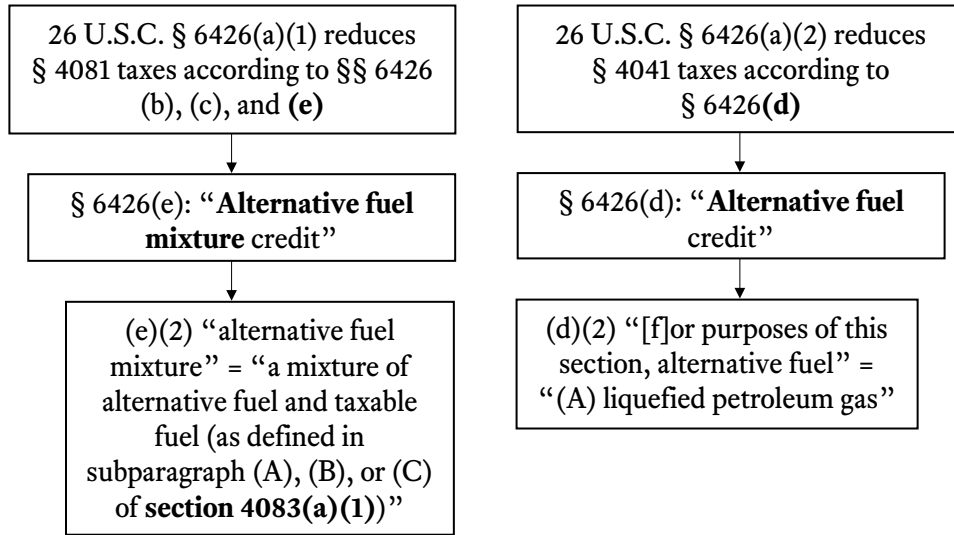 26 U.S.C. § 6426(a)(1) reduces
§ 4081 taxes according to §§ 6426
(b), (c), and (e)
§ 6426(e): “Alternative fuel
mixture credit”
(e)(2) “alternative fuel
mixture” = “a mixture of
alternative fuel and taxable
fuel (as defined in
subparagraph (A), (B), or (C)
of section 4083(a)(1))”
26 U.S.C. § 6426(a)(2) reduces
§ 4041 taxes according to
§ 6426(d)
§ 6426(d): “Alternative fuel
credit”
(d)(2) “[f]or purposes of this
section, alternative fuel” =
“(A) liquefied petroleum gas”